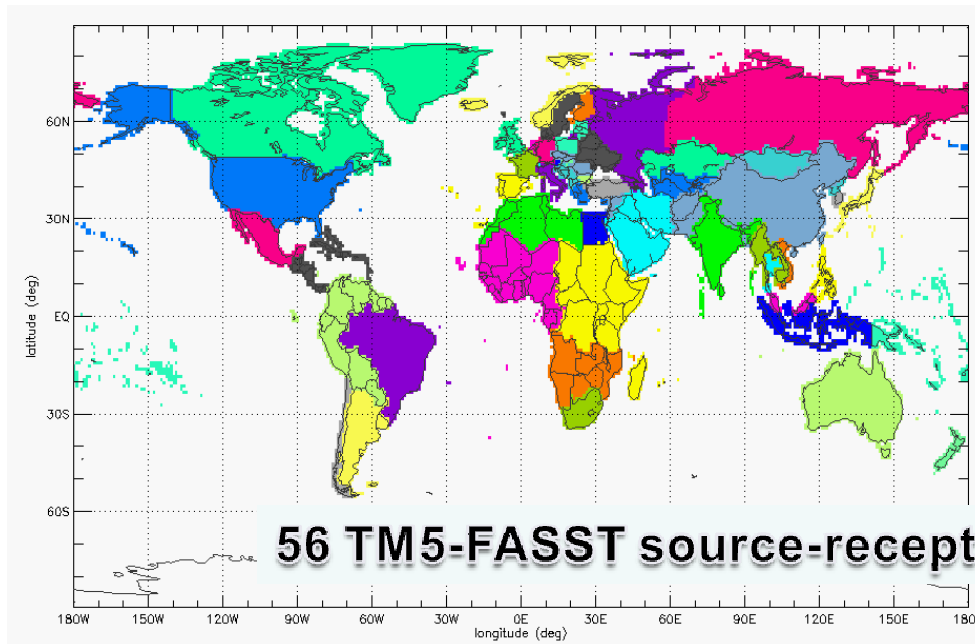 60N
30N
EQ
30S
60S
latitude (deg)
56 TM5-FASST source-recept
180W 150W 120W 90W 60W 30W 0E 30E 60E 90E 120E 150E 180
longitude (deg)